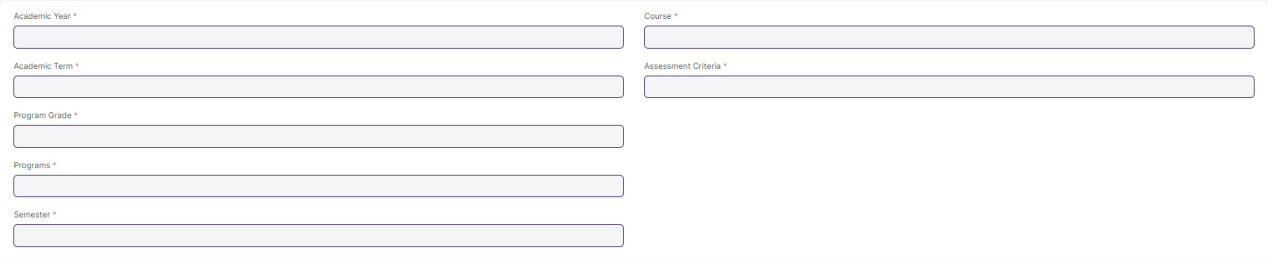 Academic Year *
Academic Term *
Program Grade *
Programs *
Semester *
Course *
Assessment Criteria *